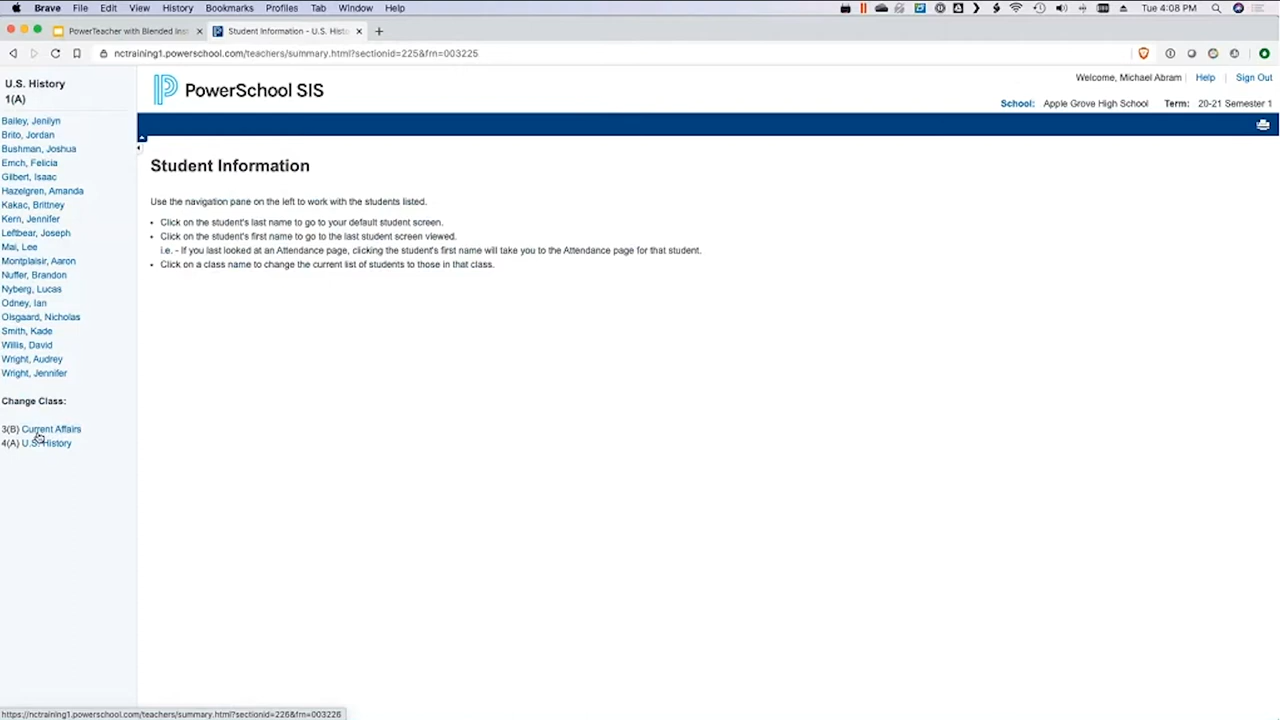 Brave File Edit View History Bookmarks Profiles Tab Window Help Tue 4:08 PM
PowerTeacher with Blended Inst
Student Information - U.S. Histo
nctraining1.powerschool.com/teachers/summary.html?sectionid=225&frn=003225
U.S. History
1(A)
Bailey, Jenilyn
Brito, Jordan
Bushman, Joshua
Emch, Felicia
Gilbert, Isaac
Hazelgren, Amanda
Kakac, Brittney
Kern, Jennifer
Leftbear, Joseph
Mai, Lee
Montplaisir, Aaron
Nuffer, Brandon
Nyberg, Lucas
Odney, Ian
Olsgaard, Nicholas
Smith, Kade
Willis, David
Wright, Audrey
Wright, Jennifer
Change Class:
3(B) Current Affairs
4(A) U.S. History
PowerSchool SIS
Welcome, Michael Abram | Help | Sign Out
School: Apple Grove High School Term: 20-21 Semester 1
Student Information
Use the navigation pane on the left to work with the students listed.
• Click on the student's last name to go to your default student screen.
• Click on the student's first name to go to the last student screen viewed.
i.e. - If you last looked at an Attendance page, clicking the student's first name will take you to the Attendance page for that student.
• Click on a class name to change the current list of students to those in that class.
https://nctraining1.powerschool.com/teachers/summary.html?sectionid=226&frn=003226